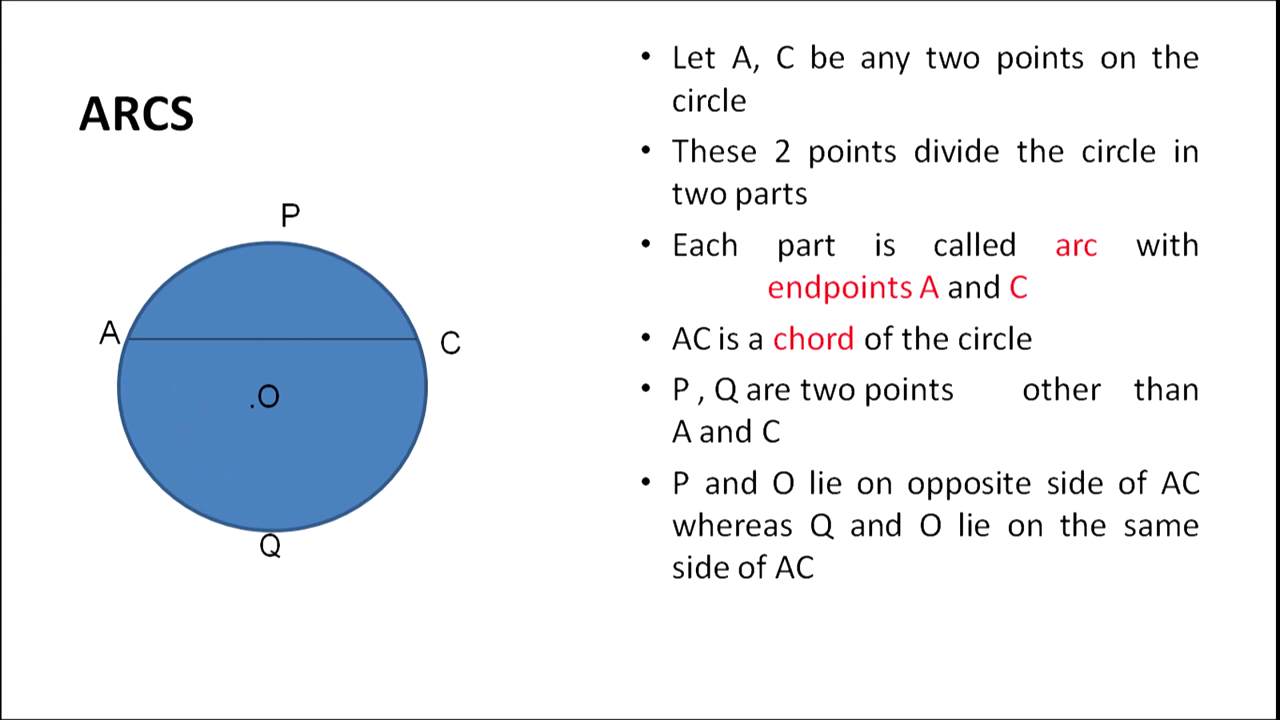 ARCS
P
A
C
.O
Q
• Let A, C be any two points on the
circle
• These 2 points divide the circle in
two parts
• Each part is called arc with
endpoints A and C
• AC is a chord of the circle
• P , Q are two points other than
A and C
• P and O lie on opposite side of AC
whereas Q and O lie on the same
side of AC